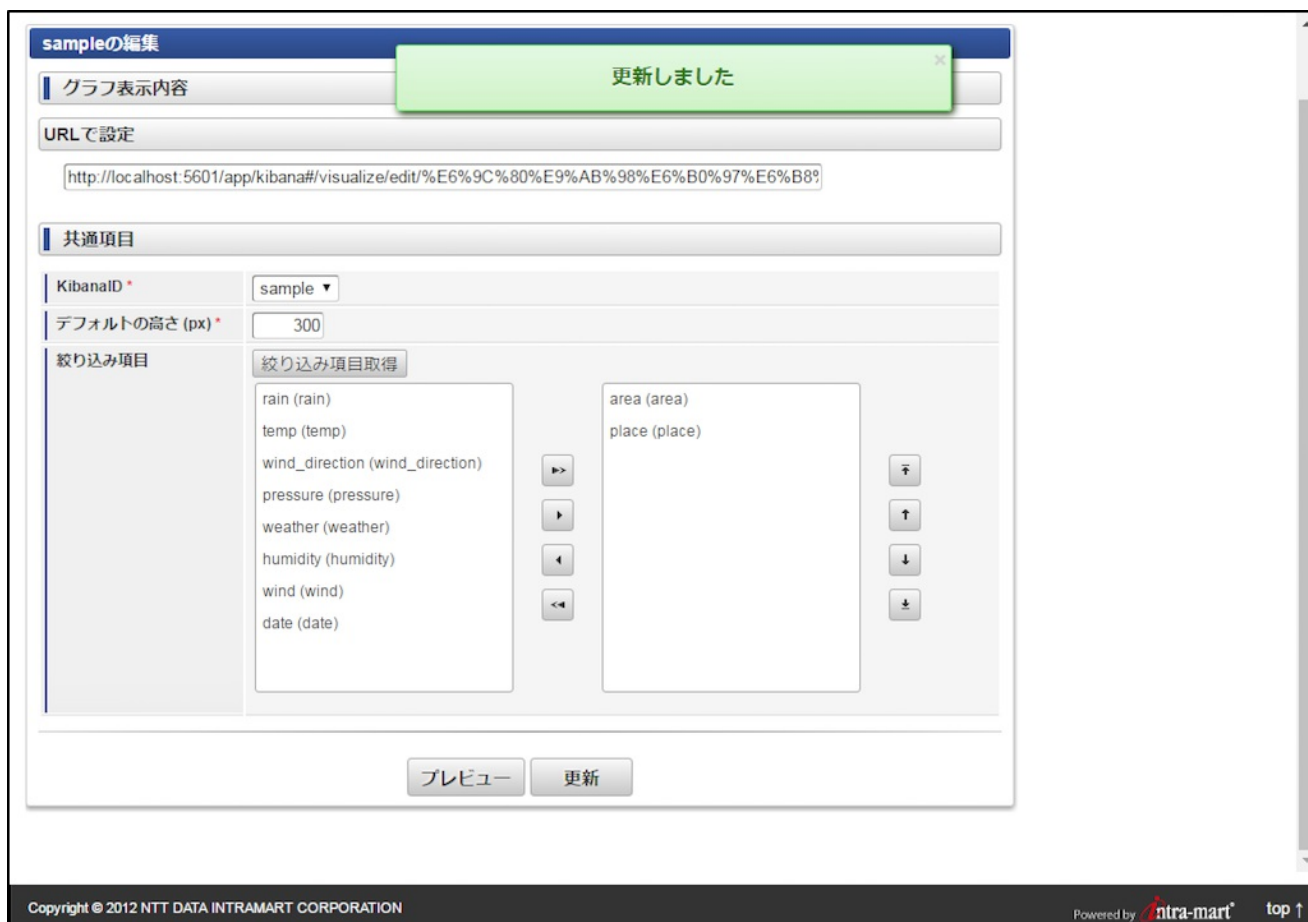 sampleの編集
更新しました
×
グラフ表示内容
URLで設定
http://localhost:5601/app/kibana#/visualize/edit/%E6%9C%80%E9%AB%98%E6%B0%97%E6%B8%
共通項目
KibanaID *
sample ▼
デフォルトの高さ (px) *
300
絞り込み項目
絞り込み項目取得
rain (rain)
temp (temp)
wind_direction (wind_direction)
pressure (pressure)
weather (weather)
humidity (humidity)
wind (wind)
date (date)
area (area)
place (place)
プレビュー
更新
Copyright © 2012 NTT DATA INTRAMART CORPORATION
Powered by intra-mart
top ↑